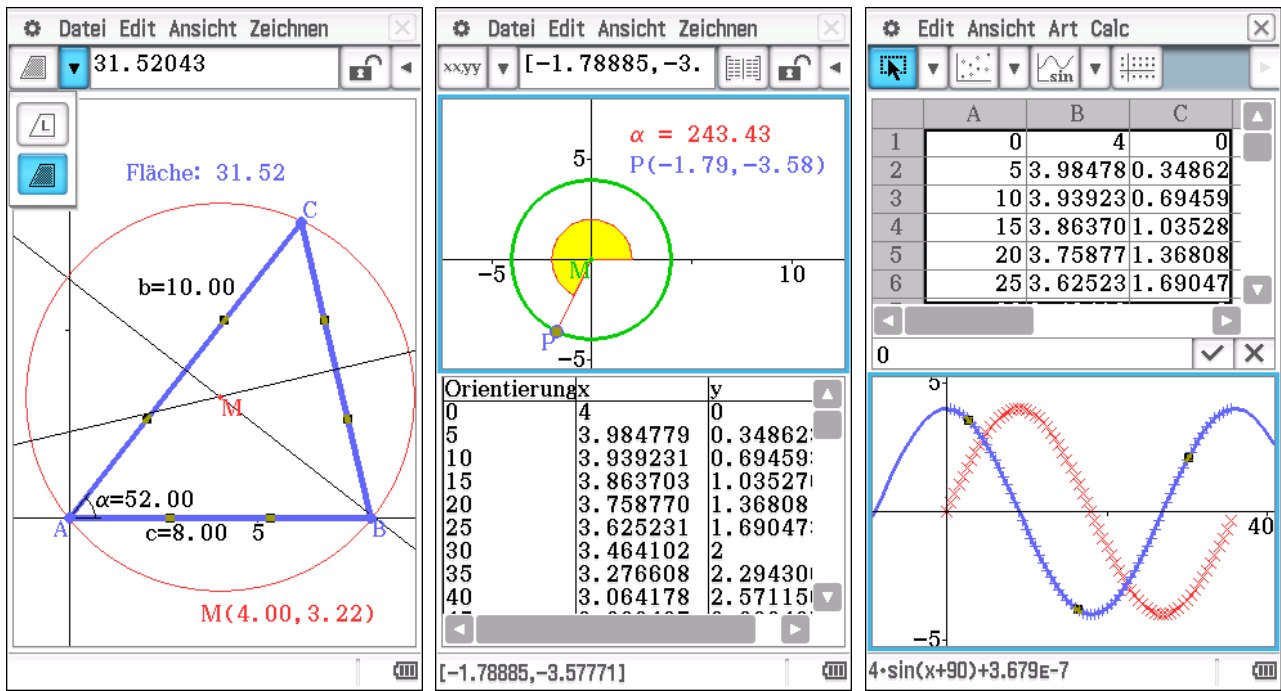 Datei Edit Ansicht Zeichnen
31.52043
L
Fläche: 31.52
C
b=10.00
M
α=52.00
A
c=8.00
5
B
M(4.00,3.22)
Datei Edit Ansicht Zeichnen
xx,yy
[-1.78885,-3.
α = 243.43
P(-1.79,-3.58)
5
-5
M
10
P
-5
Orientierung x y
0 4 0
5 3.984779 0.34862
10 3.939231 0.69459
15 3.863703 1.03527
20 3.758770 1.36808
25 3.625231 1.69047
30 3.464102 2
35 3.276608 2.29430
40 3.064178 2.57115
[-1.78885,-3.57771]
Edit Ansicht Art Calc
sin
A B C
1 0 4 0
2 5 3.98478 0.34862
3 10 3.93923 0.69459
4 15 3.86370 1.03528
5 20 3.75877 1.36808
6 25 3.62523 1.69047
0
5
40
-5
4·sin(x+90)+3.679E-7